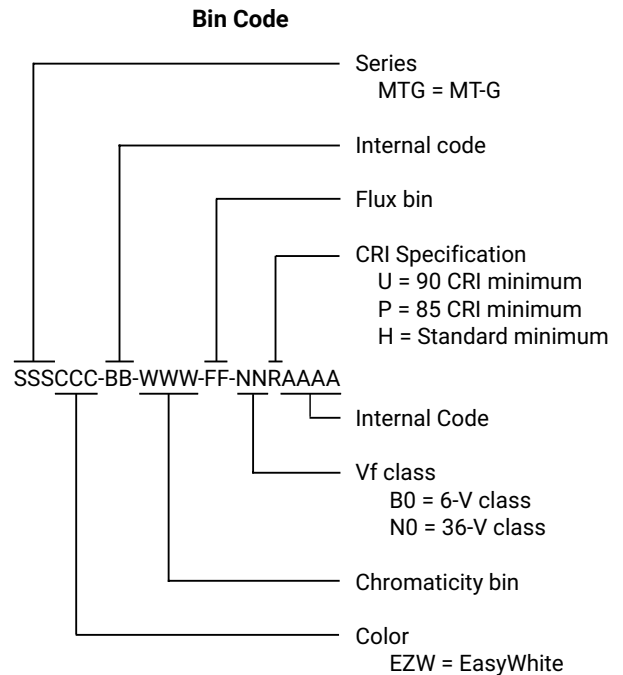 Bin Code
Series
MTG = MT-G
Internal code
Flux bin
CRI Specification
U = 90 CRI minimum
P = 85 CRI minimum
H = Standard minimum
SSSCCC-BB-WWW-FF-NNRAAAA
Internal Code
Vf class
B0 = 6-V class
N0 = 36-V class
Chromaticity bin
Color
EZW = EasyWhite